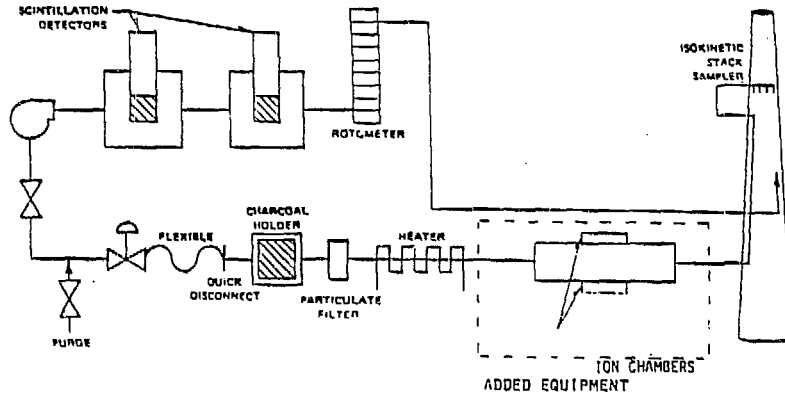 SCINTILLATION
DETECTORS
ISOKINETIC
STACK
SAMPLER
ROTOMETER
CHARCOAL
HOLDER
FLEXIBLE
HEATER
QUICK
DISCONNECT
PARTICULATE
FILTER
PURGE
ION CHAMBERS
ADDED EQUIPMENT